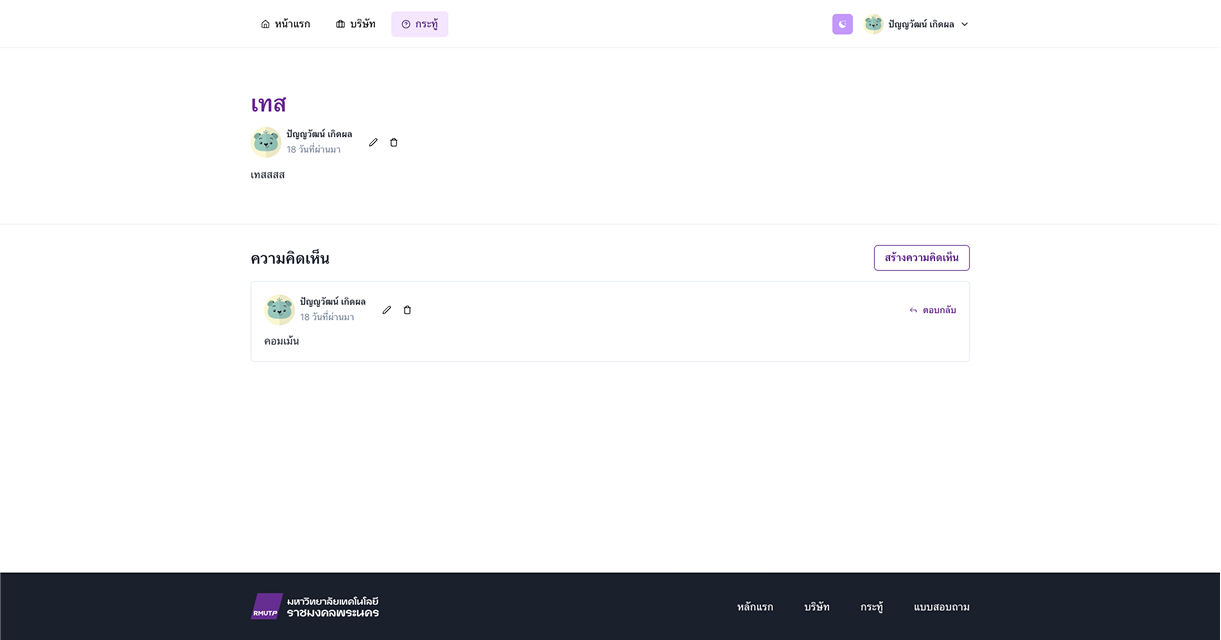 หน้าแรก บริษัท กระทู้ ปัญญวัฒน์ เกิดผล
เทส
ปัญญวัฒน์ เกิดผล
18 วันที่ผ่านมา
เทสสสส
ความคิดเห็น สร้างความคิดเห็น
ปัญญวัฒน์ เกิดผล
18 วันที่ผ่านมา
ตอบกลับ
คอมเม้น
RMUTP มหาวิทยาลัยเทคโนโลยี
ราชมงคลพระนคร
หลักแรก บริษัท กระทู้ แบบสอบถาม